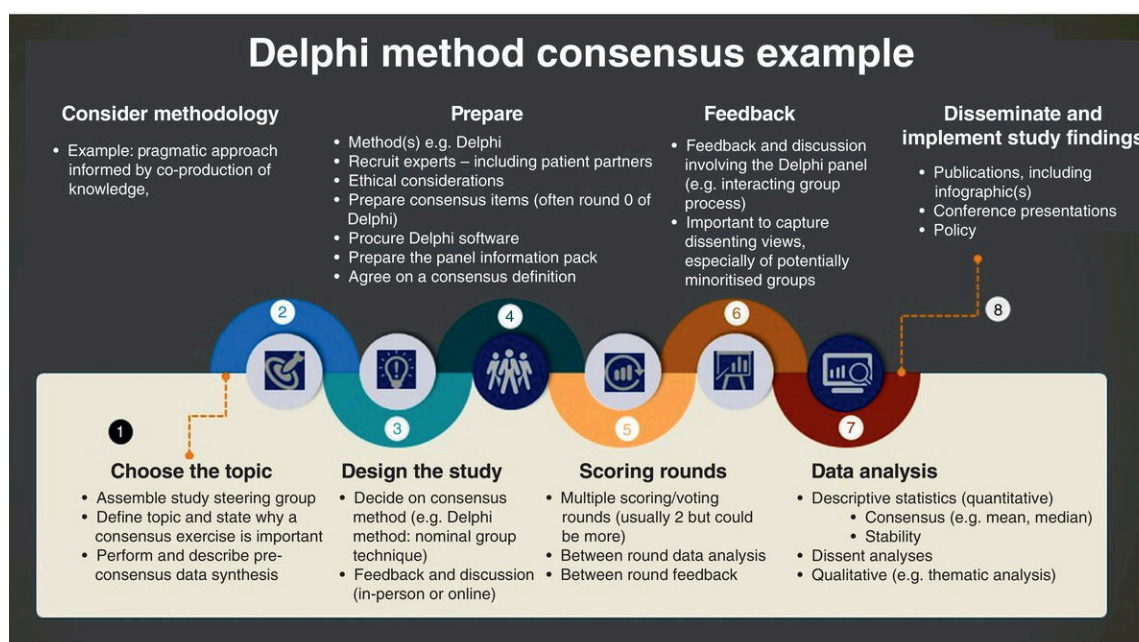 Delphi method consensus example
Consider methodology
• Example: pragmatic approach
informed by co-production of
knowledge,
Prepare
• Method(s) e.g. Delphi
• Recruit experts – including patient partners
• Ethical considerations
• Prepare consensus items (often round 0 of
Delphi)
• Procure Delphi software
• Prepare the panel information pack
• Agree on a consensus definition
Feedback
• Feedback and discussion
involving the Delphi panel
(e.g. interacting group
process)
• Important to capture
dissenting views,
especially of potentially
minoritised groups
Disseminate and
implement study findings
• Publications, including
infographic(s)
• Conference presentations
• Policy
2
4
6
8
1
3
5
7
Choose the topic
• Assemble study steering group
• Define topic and state why a
consensus exercise is important
• Perform and describe pre-
consensus data synthesis
Design the study
• Decide on consensus
method (e.g. Delphi
method: nominal group
technique)
• Feedback and discussion
(in-person or online)
Scoring rounds
• Multiple scoring/voting
rounds (usually 2 but could
be more)
• Between round data analysis
• Between round feedback
Data analysis
• Descriptive statistics (quantitative)
• Consensus (e.g. mean, median)
• Stability
• Dissent analyses
• Qualitative (e.g. thematic analysis)